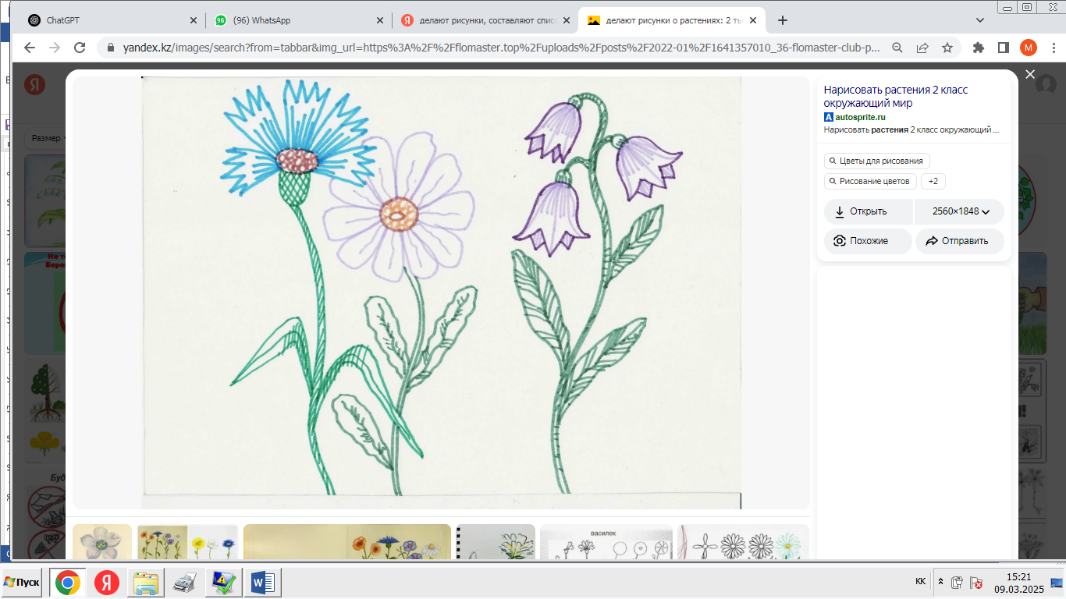 ChatGPT
(96) WhatsApp
делают рисунки, составляют спис
делают рисунки о растениях: 2 ты
yandex.kz/images/search?from=tabbar&img_url=https%3A%2F%2Fflomaster.top%2Fuploads%2Fposts%2F2022-01%2F1641357010_36-flomaster-club-p...
M
Я
Размер
Нарисовать растения 2 класс
окружающий мир
autosprite.ru
Нарисовать растения 2 класс окружающий ...
Цветы для рисования
Рисование цветов
+2
Открыть
2560×1848
Похожие
Отправить
василек
Пуск
Я
KK
15:21
09.03.2025